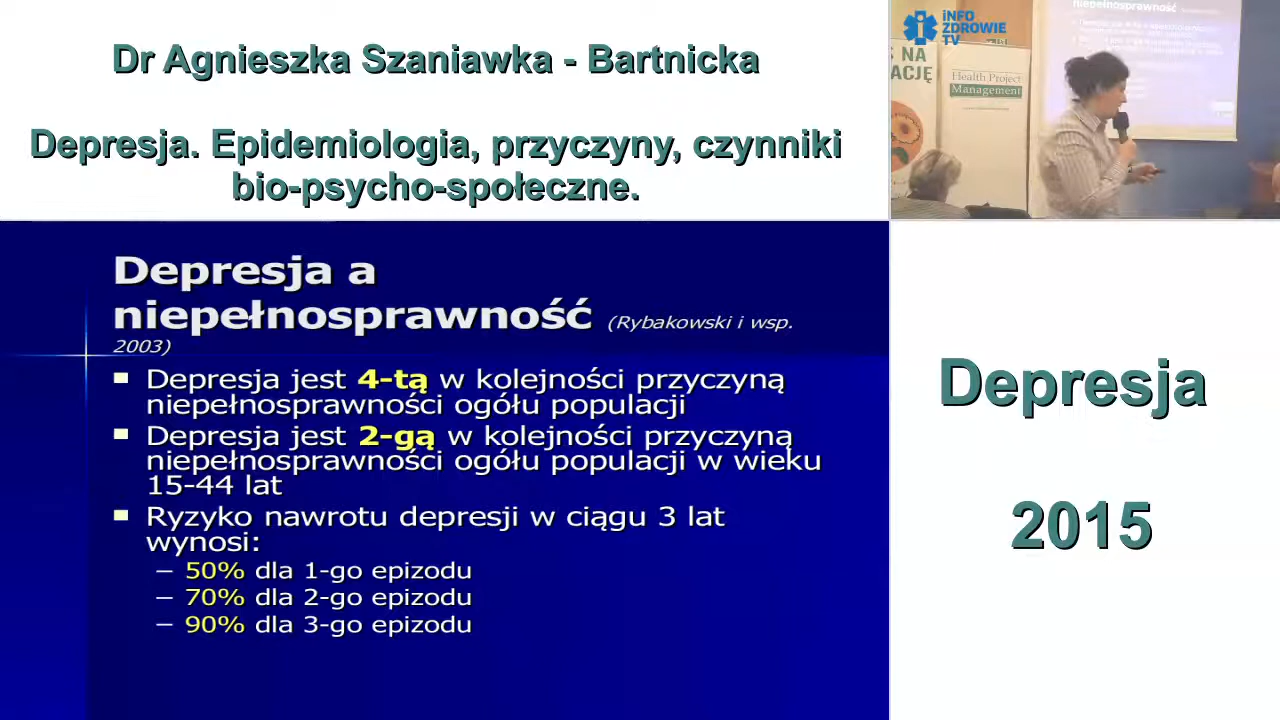 Dr Agnieszka Szaniawka - Bartnicka
Depresja. Epidemiologia, przyczyny, czynniki
bio-psycho-społeczne.
iNFO
ZDROWIE
TV
niepełnosprawność
NA
ACJĘ
Health Project
Management
Depresja a
niepełnosprawność (Rybakowski i wsp.
2003)
Depresja jest 4-tą w kolejności przyczyną
niepełnosprawności ogółu populacji
Depresja jest 2-gą w kolejności przyczyną
niepełnosprawności ogółu populacji w wieku
15-44 lat
Ryzyko nawrotu depresji w ciągu 3 lat
wynosi:
– 50% dla 1-go epizodu
– 70% dla 2-go epizodu
– 90% dla 3-go epizodu
Depresja
2015